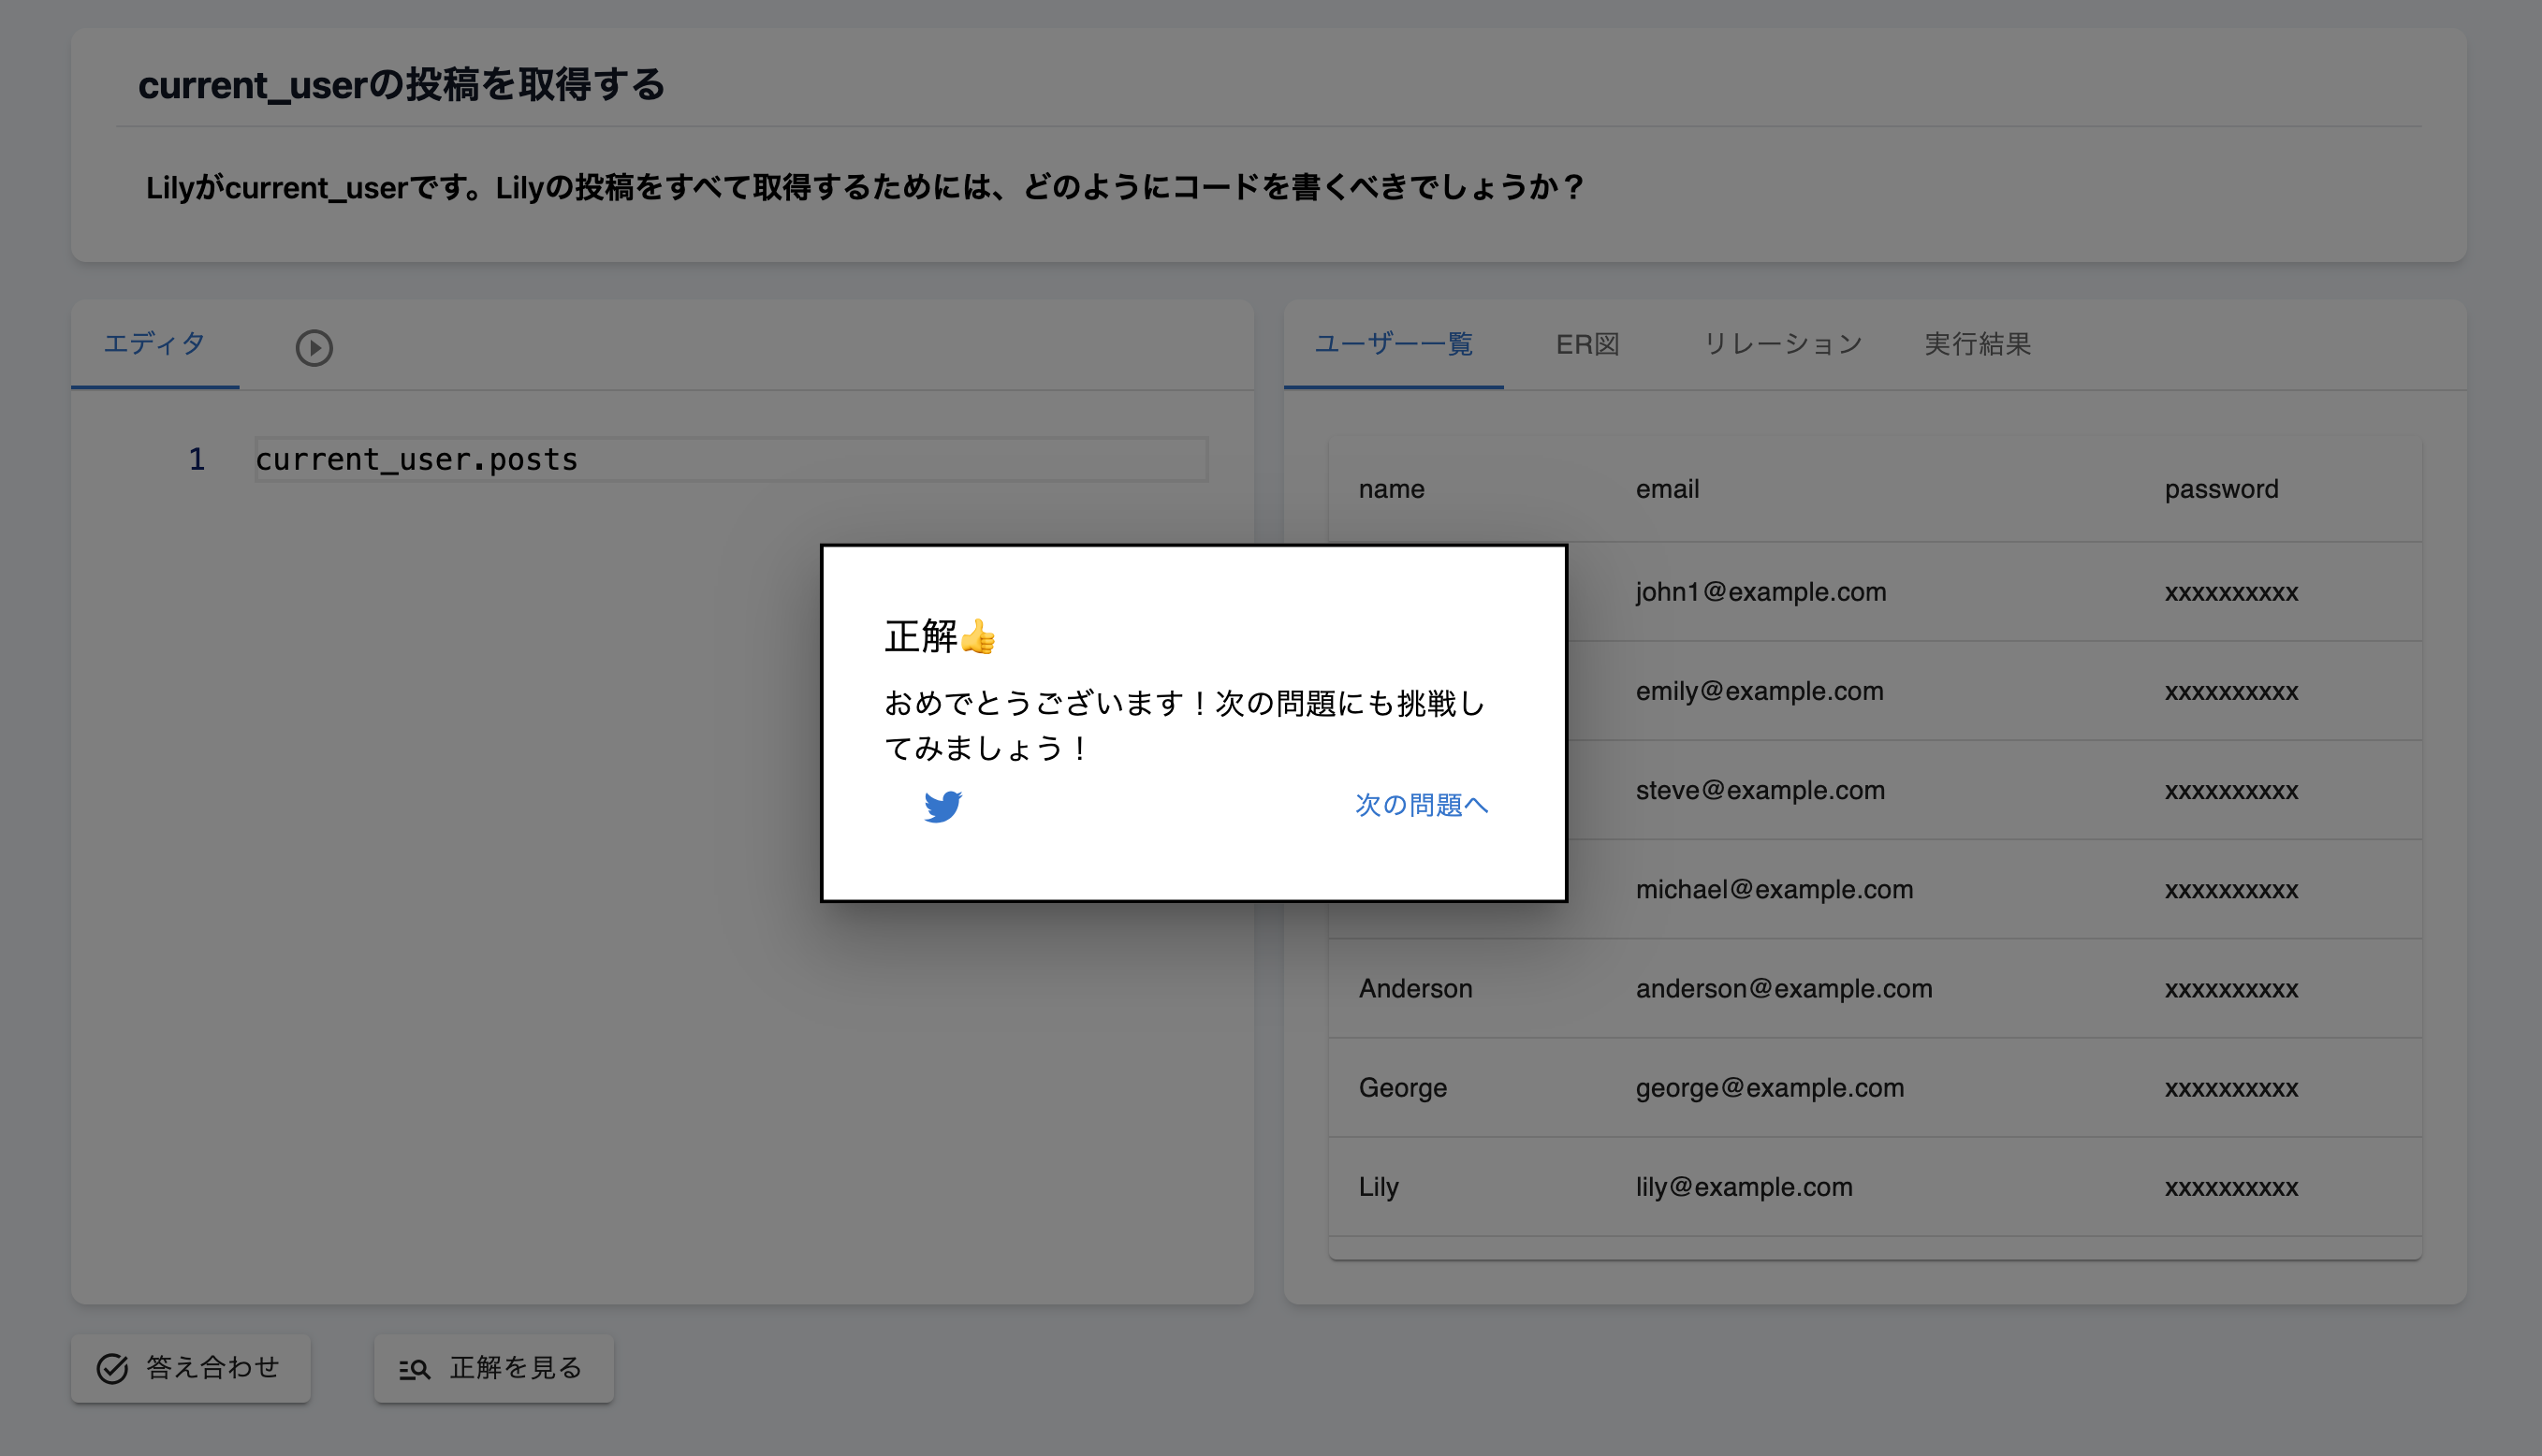 current_userの投稿を取得する
Lilyがcurrent_userです。Lilyの投稿をすべて取得するためには、どのようにコードを書くべきでしょうか？
エディタ
ユーザー一覧 ER図 リレーション 実行結果
1 current_user.posts
name email password
john1@example.com xxxxxxxxxx
emily@example.com xxxxxxxxxx
steve@example.com xxxxxxxxxx
michael@example.com xxxxxxxxxx
Anderson anderson@example.com xxxxxxxxxx
George george@example.com xxxxxxxxxx
Lily lily@example.com xxxxxxxxxx
正解👍
おめでとうございます！次の問題にも挑戦し
てみましょう！
次の問題へ
答え合わせ 正解を見る